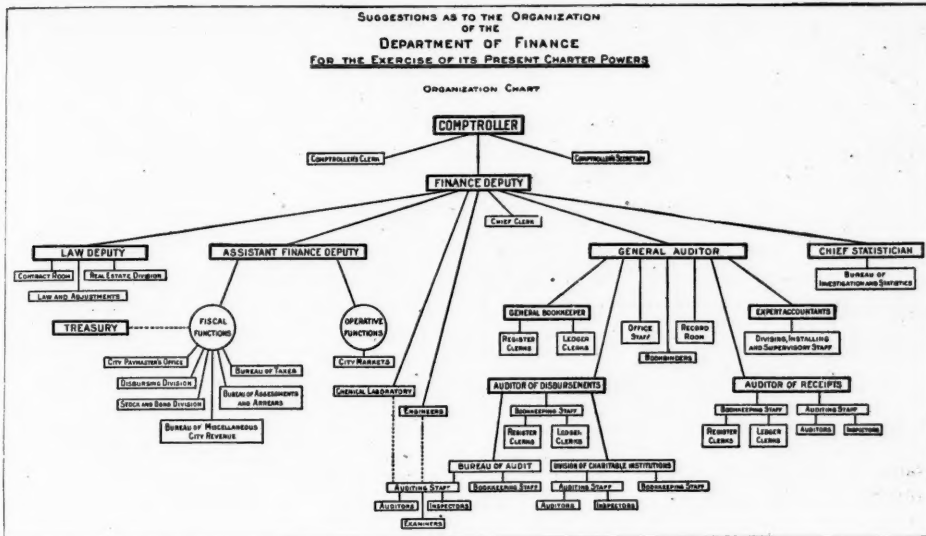 SUGGESTIONS AS TO THE ORGANIZATION
OF THE
DEPARTMENT OF FINANCE
FOR THE EXERCISE OF ITS PRESENT CHARTER POWERS
ORGANIZATION CHART
COMPTROLLER
COMPTROLLER'S CLERK
COMPTROLLER'S SECRETARY
FINANCE DEPUTY
CHIEF CLERK
LAW DEPUTY
ASSISTANT FINANCE DEPUTY
GENERAL AUDITOR
CHIEF STATISTICIAN
CONTRACT ROOM
REAL ESTATE DIVISION
LAW AND ADJUSTMENTS
BUREAU OF
INVESTIGATION AND STATISTICS
TREASURY
FISCAL
FUNCTIONS
OPERATIVE
FUNCTIONS
GENERAL BOOKKEEPER
REGISTER
CLERKS
LEDGER
CLERKS
OFFICE
STAFF
RECORD
ROOM
BOOKBINDERS
EXPERT ACCOUNTANTS
DIVISING, INSTALLING
AND SUPERVISORY STAFF
CITY PAYMASTER'S OFFICE
DISBURSING DIVISION
STOCK AND BOND DIVISION
BUREAU OF MISCELLANEOUS
CITY REVENUE
BUREAU OF TAXES
BUREAU OF ASSESSMENTS
AND ARREARS
CITY MARKETS
CHEMICAL LABORATORY
ENGINEERS
AUDITOR OF DISBURSEMENTS
BOOKKEEPING STAFF
REGISTER
CLERKS
LEDGER
CLERKS
AUDITOR OF RECEIPTS
BOOKKEEPING STAFF
AUDITING STAFF
REGISTER
CLERKS
LEDGER
CLERKS
AUDITORS
INSPECTORS
BUREAU OF AUDIT
DIVISION OF CHARITABLE INSTITUTIONS
AUDITING STAFF
BOOKKEEPING STAFF
AUDITING STAFF
BOOKKEEPING STAFF
AUDITORS
INSPECTORS
AUDITORS
INSPECTORS
EXAMINERS